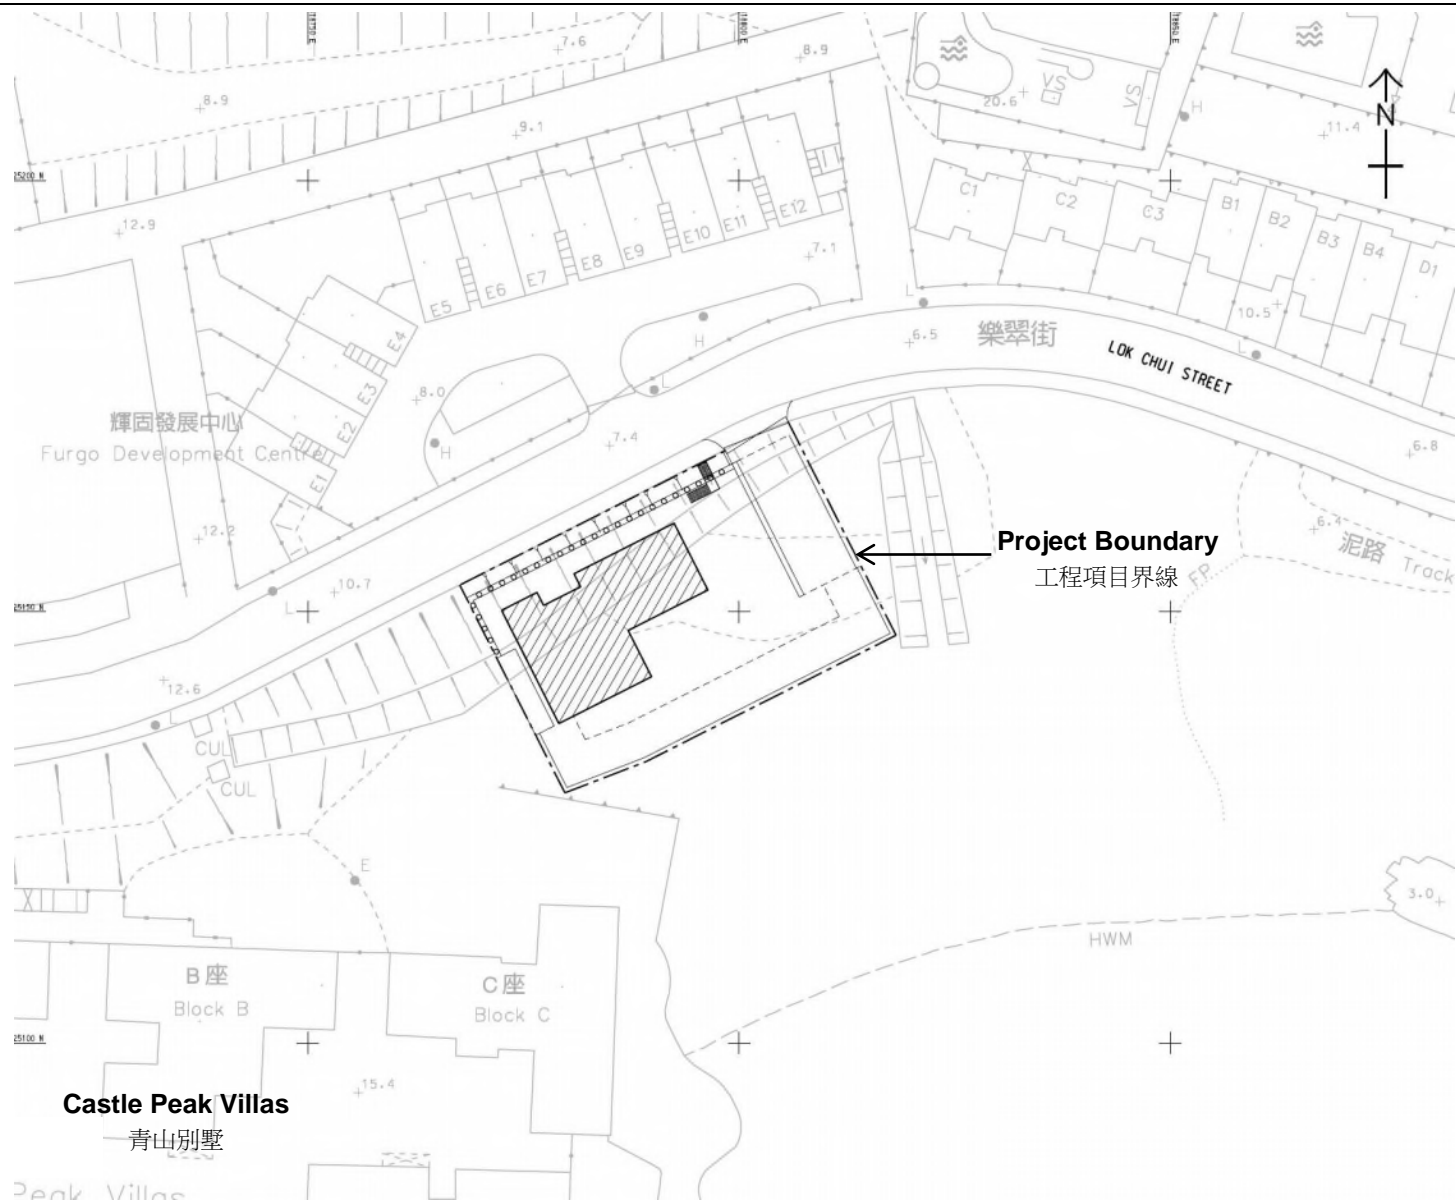 18750 E
18800 E
18850 E
7.6
8.9
8.9
VS
VS
20.6
H
11.4
N
9.1
25200 N
12.9
C1
C2
C3
B1
B2
B3
B4
D1
E5
E6
E7
E8
E9
E10
E11
E12
7.1
L
10.5
L
6.5
樂翠街
LOK CHUI STREET
H
E4
E3
E2
E1
8.0
L
輝固發展中心
Furgo Development Centre
H
7.4
6.8
12.2
6.4
泥路 Track
FP
Project Boundary
工程項目界線
25150 N
L
10.7
12.6
L
CUL
CUL
E
3.0
HWM
B座
Block B
C座
Block C
25100 N
15.4
Castle Peak Villas
青山別墅
Peak Villas